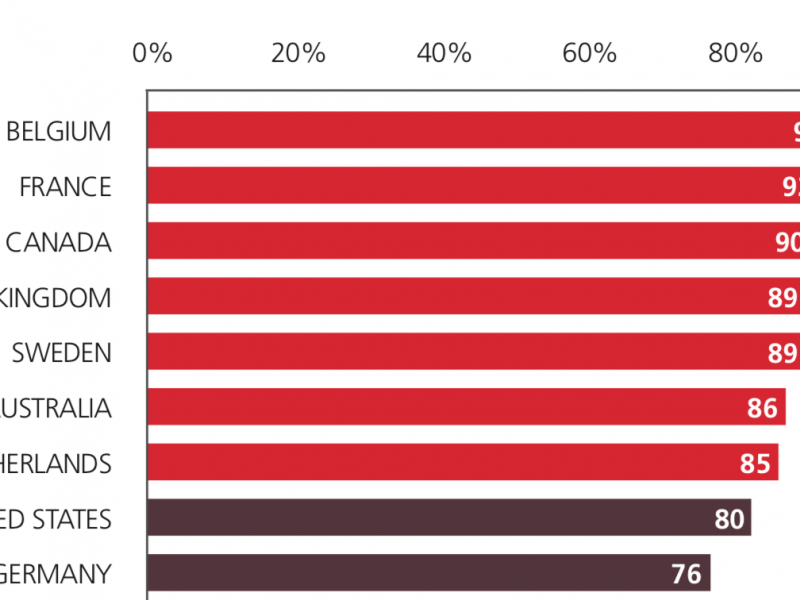 0% 20% 40% 60% 80%
BELGIUM
FRANCE
CANADA 90
KINGDOM 89
SWEDEN 89
USTRALIA 86
HERLANDS 85
ED STATES 80
GERMANY 76